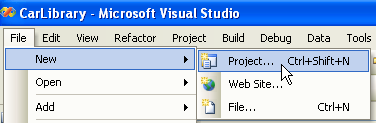 CarLibrary - Microsoft Visual Studio
File Edit View Refactor Project Build Debug Data Tools
New Project... Ctrl+Shift+N
Open Web Site...
Add File... Ctrl+N